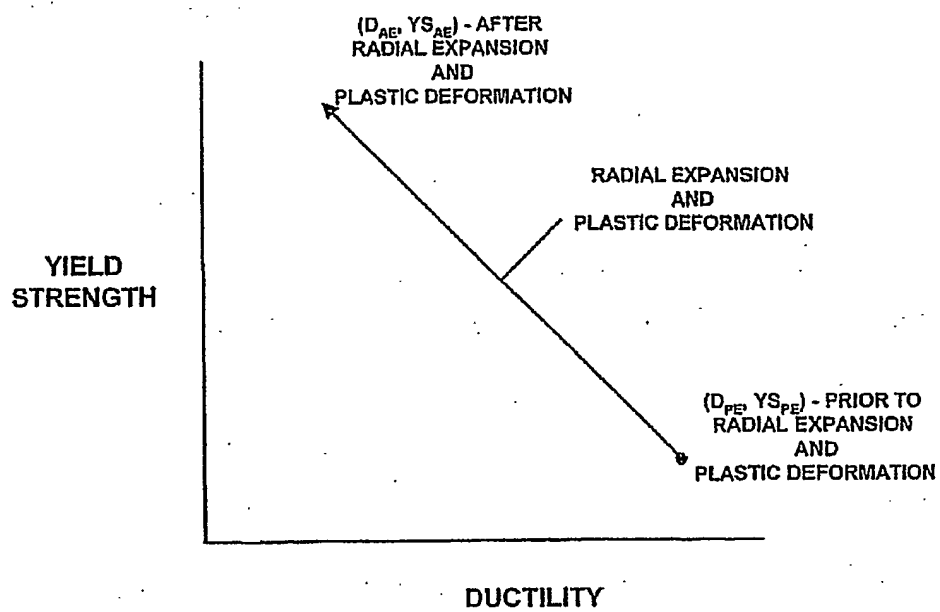 (D_AE, YS_AE) - AFTER
RADIAL EXPANSION
AND
PLASTIC DEFORMATION
RADIAL EXPANSION
AND
PLASTIC DEFORMATION
YIELD
STRENGTH
(D_PE, YS_PE) - PRIOR TO
RADIAL EXPANSION
AND
PLASTIC DEFORMATION
DUCTILITY